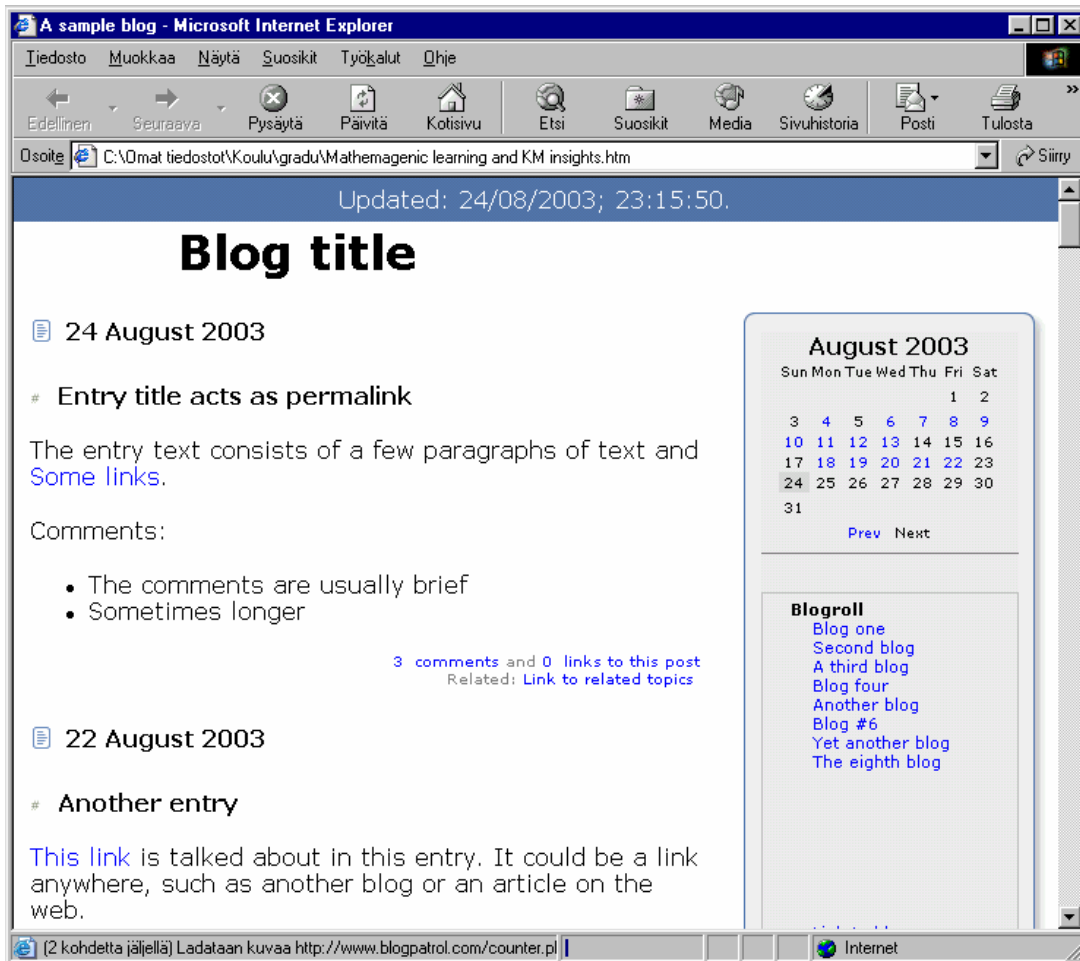 A sample blog - Microsoft Internet Explorer
Tiedosto Muokkaa Näytä Suosikit Työkalut Ohje
Edellinen Seuraava Pysäytä Päivitä Kotisivu Etsi Suosikit Media Sivuhistoria Posti Tulosta »
Osoite C:\Omat tiedostot\Koulu\gradu\Mathemagenic learning and KM insights.htm Siirry
Updated: 24/08/2003; 23:15:50.
Blog title
24 August 2003
# Entry title acts as permalink
The entry text consists of a few paragraphs of text and
Some links.
Comments:
• The comments are usually brief
• Sometimes longer
3 comments and 0 links to this post
Related: Link to related topics
22 August 2003
# Another entry
This link is talked about in this entry. It could be a link
anywhere, such as another blog or an article on the
web.
August 2003
Sun Mon Tue Wed Thu Fri Sat
1 2
3 4 5 6 7 8 9
10 11 12 13 14 15 16
17 18 19 20 21 22 23
24 25 26 27 28 29 30
31
Prev Next
Blogroll
Blog one
Second blog
A third blog
Blog four
Another blog
Blog #6
Yet another blog
The eighth blog
(2 kohdetta jäljellä) Ladataan kuvaa http://www.blogpatrol.com/counter.pl Internet